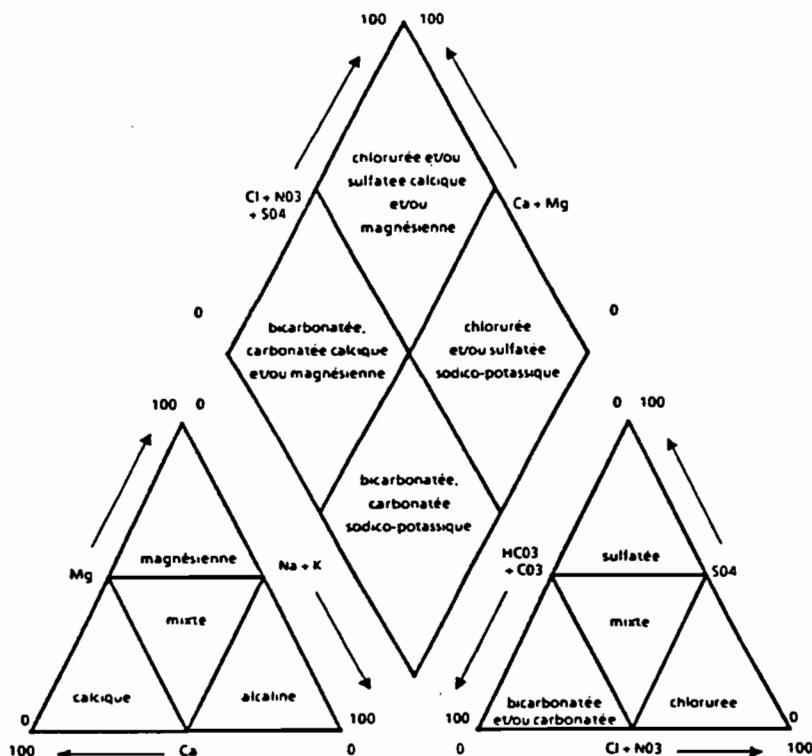 100 100
chlorurée et/ou
sulfatée calcique
et/ou
magnésienne
Cl + NO3
+ SO4
Ca + Mg
0 0
bicarbonatée,
carbonatée calcique
et/ou magnésienne
chlorurée
et/ou sulfatée
sodico-potassique
100 0
0 100
bicarbonatée,
carbonatée
sodico-potassique
magnésienne
Mg
Na + K
HCO3
+ CO3
sulfatée
SO4
mixte
mixte
calcique
alcaline
bicarbonatée
et/ou carbonatée
chlorurée
0 100 100 0
100 Ca 0 0 Cl + NO3 100